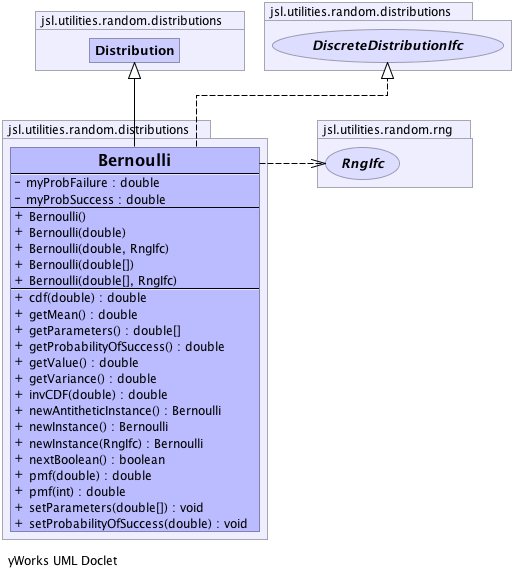 jsl.utilities.random.distributions
Distribution
jsl.utilities.random.distributions
DiscreteDistributionIfc
jsl.utilities.random.distributions
Bernoulli
- myProbFailure : double
- myProbSuccess : double
+ Bernoulli()
+ Bernoulli(double)
+ Bernoulli(double, RngIfc)
+ Bernoulli(double[])
+ Bernoulli(double[], RngIfc)
+ cdf(double) : double
+ getMean() : double
+ getParameters() : double[]
+ getProbabilityOfSuccess() : double
+ getValue() : double
+ getVariance() : double
+ invCDF(double) : double
+ newAntitheticInstance() : Bernoulli
+ newInstance() : Bernoulli
+ newInstance(RngIfc) : Bernoulli
+ nextBoolean() : boolean
+ pmf(double) : double
+ pmf(int) : double
+ setParameters(double[]) : void
+ setProbabilityOfSuccess(double) : void
jsl.utilities.random.rng
RngIfc
yWorks UML Doclet